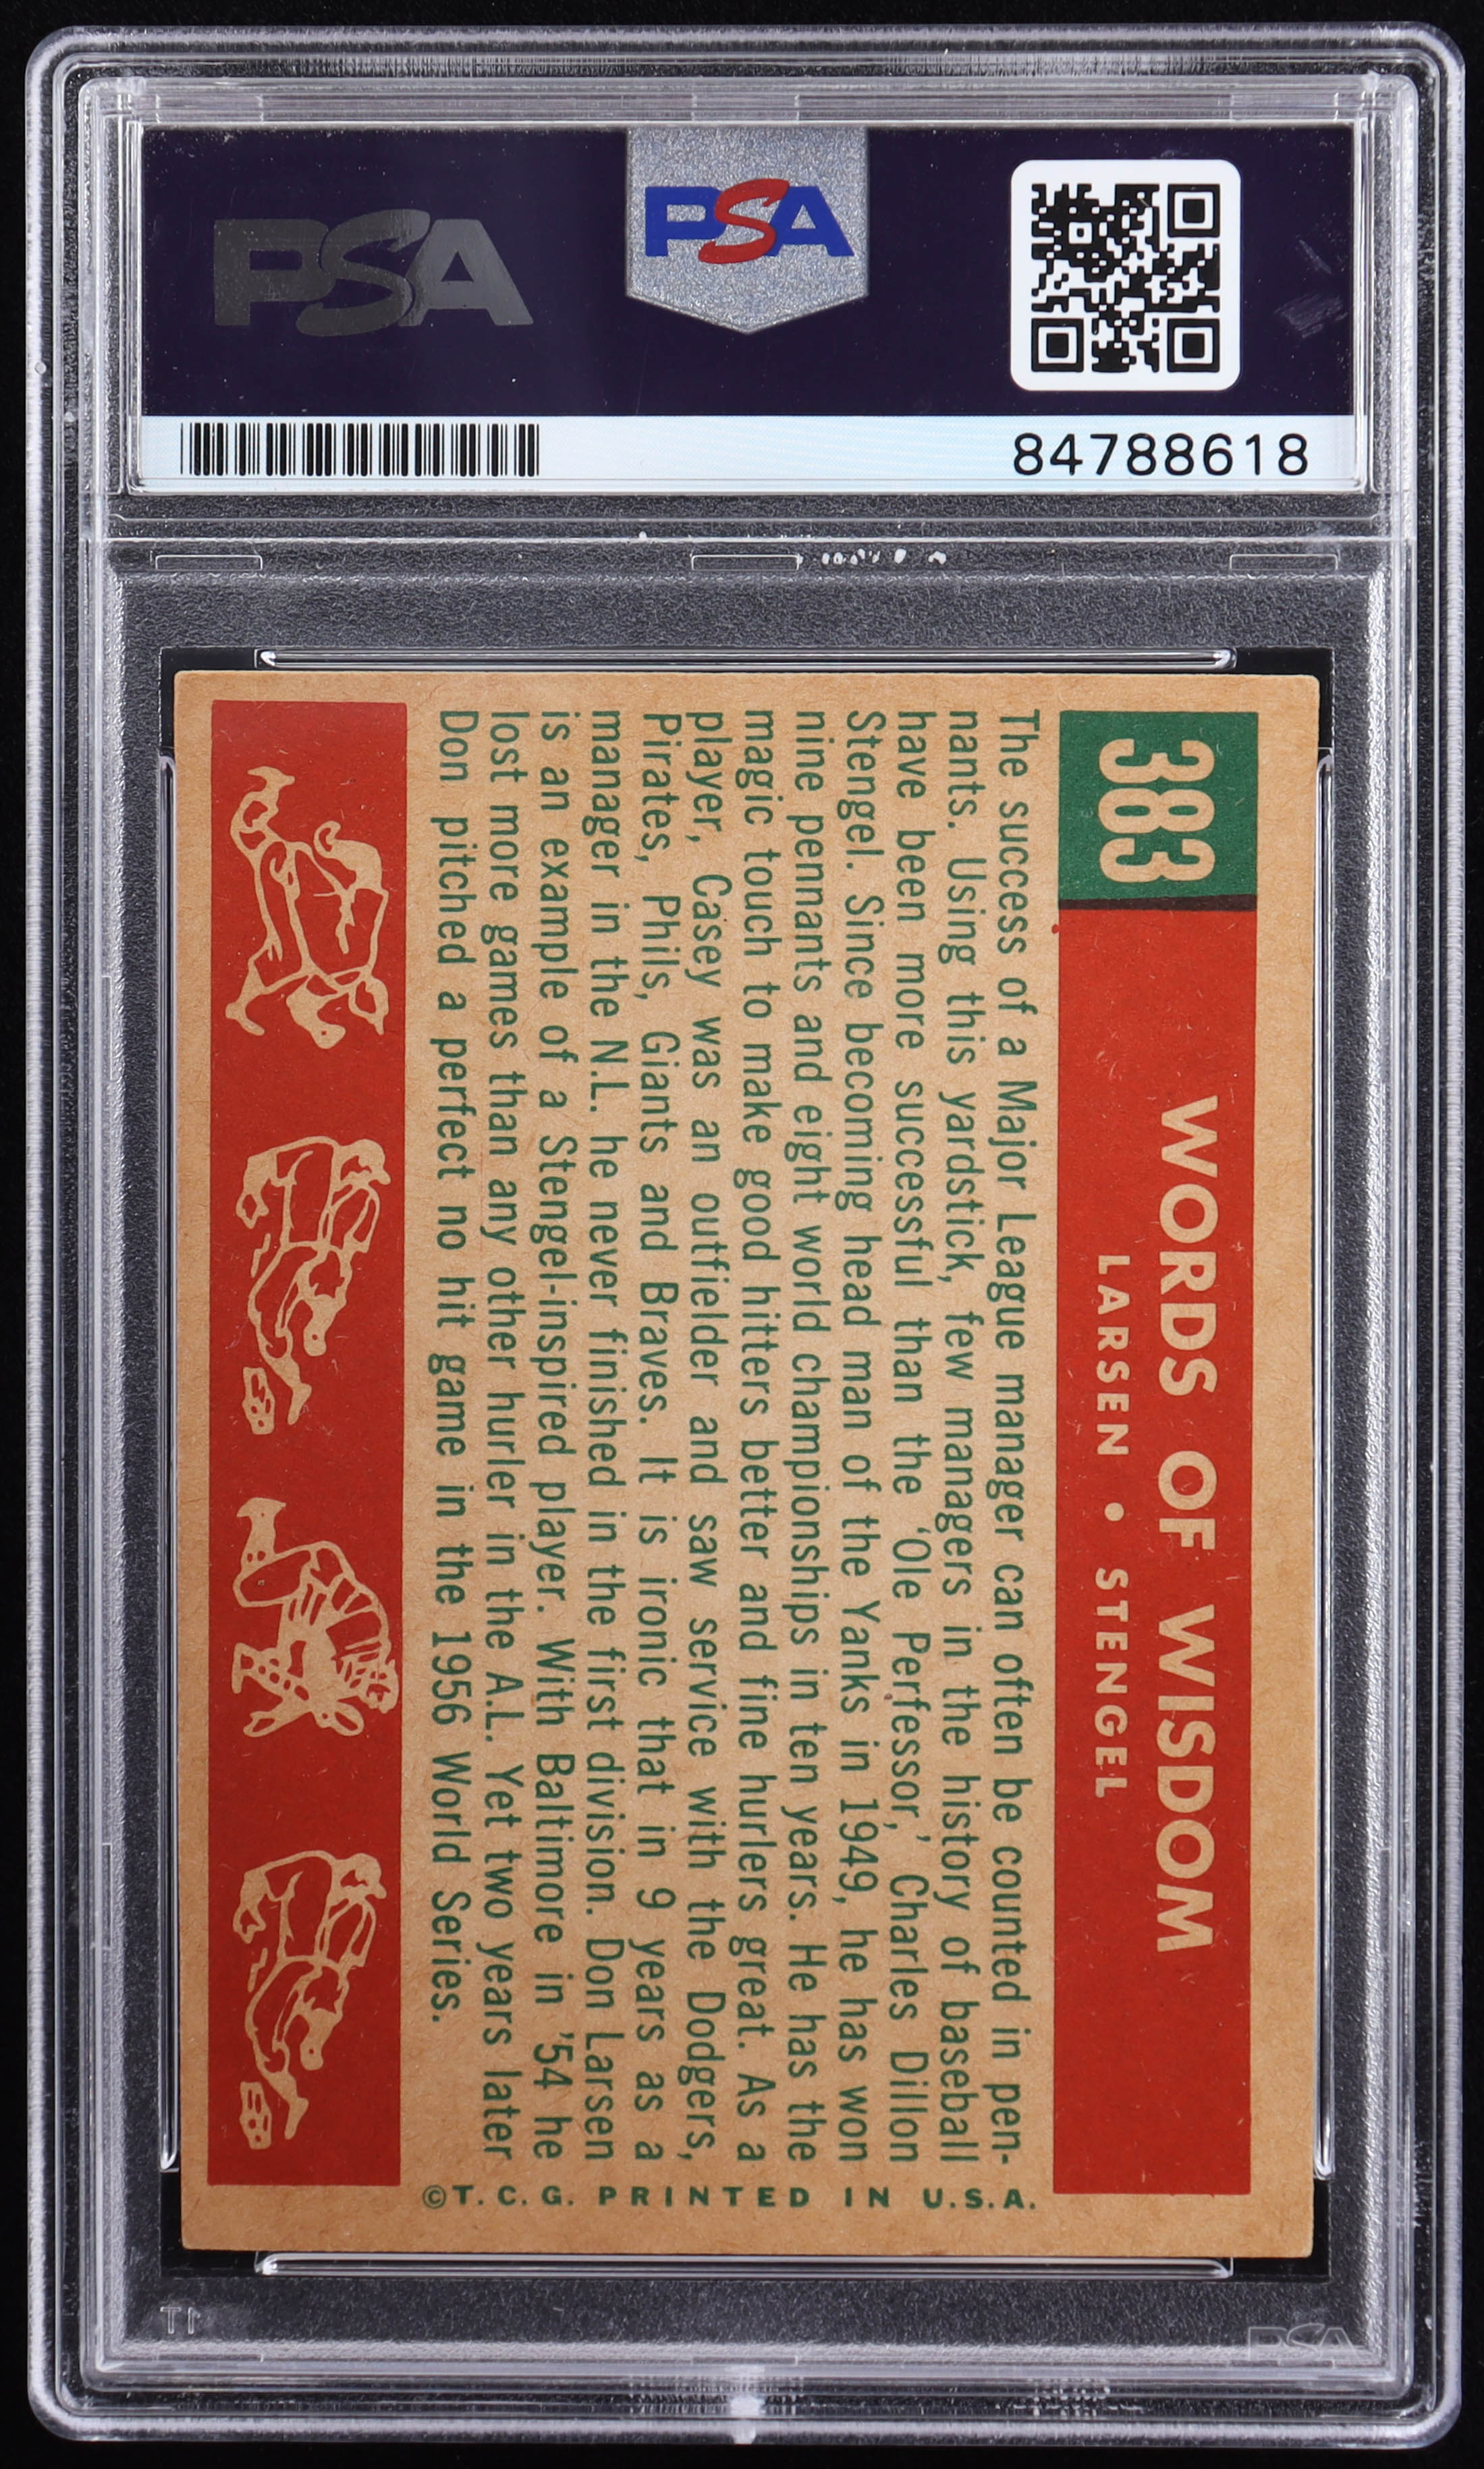 PSA
PSA
84788618
383
WORDS OF WISDOM
LARSEN • STENGEL
The success of a Major League manager can often be counted in pen-
nants. Using this yardstick, few managers in the history of baseball
have been more successful than the 'Ole Perfessor,' Charles Dillon
Stengel. Since becoming head man of the Yanks in 1949, he has won
nine pennants and eight world championships in ten years. He has the
magic touch to make good hitters better and fine hurlers great. As a
player, Casey was an outfielder and saw service with the Dodgers,
Pirates, Phils, Giants and Braves. It is ironic that in 9 years as a
manager in the N.L. he never finished in the first division. Don Larsen
is an example of a Stengel-inspired player. With Baltimore in '54 he
lost more games than any other hurler in the A.L. Yet two years later
Don pitched a perfect no hit game in the 1956 World Series.
©T.C.G. PRINTED IN U.S.A.
PSA